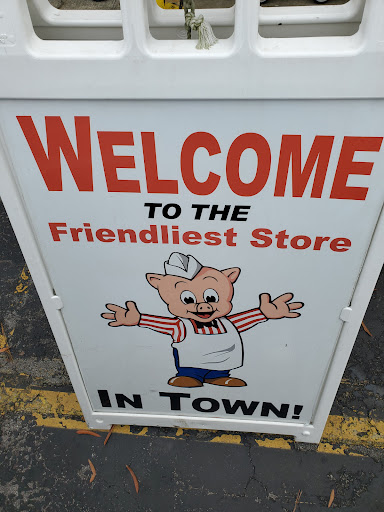 WELCOME
TO THE
Friendliest Store
IN TOWN!